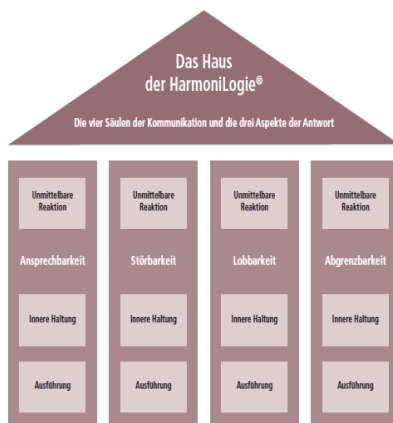 Das Haus
der HarmoniLogie®
Die vier Säulen der Kommunikation und die drei Aspekte der Antwort
Unmittelbare
Reaktion
Ansprechbarkeit
Innere Haltung
Ausführung
Unmittelbare
Reaktion
Störbarkeit
Innere Haltung
Ausführung
Unmittelbare
Reaktion
Lobbarkeit
Innere Haltung
Ausführung
Unmittelbare
Reaktion
Abgrenzbarkeit
Innere Haltung
Ausführung